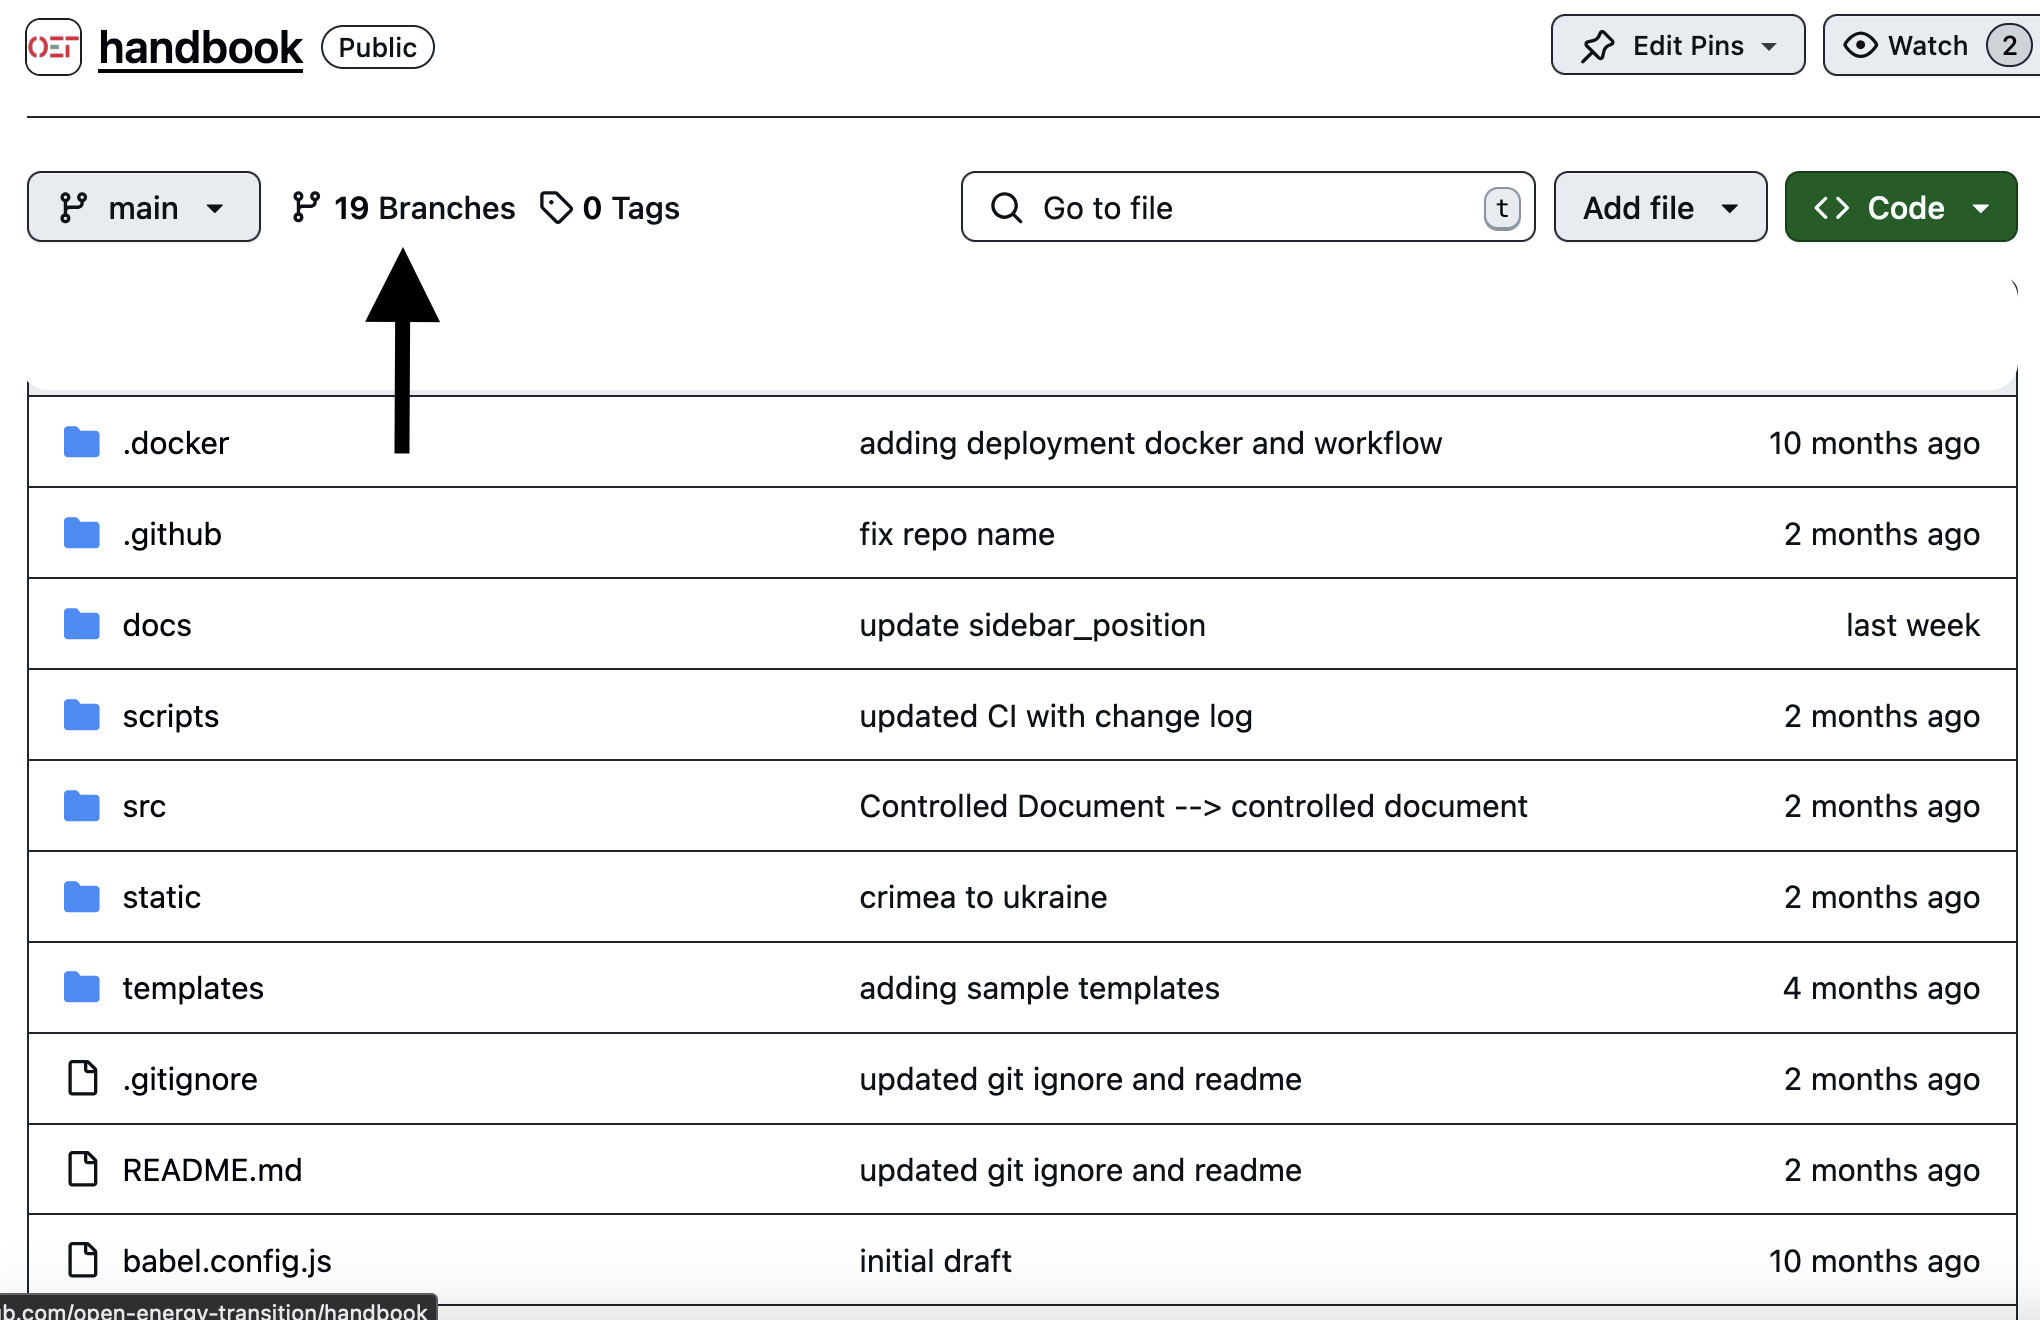 OET handbook Public Edit Pins Watch 2
main 19 Branches 0 Tags Go to file t Add file Code
.docker adding deployment docker and workflow 10 months ago
.github fix repo name 2 months ago
docs update sidebar_position last week
scripts updated CI with change log 2 months ago
src Controlled Document --> controlled document 2 months ago
static crimea to ukraine 2 months ago
templates adding sample templates 4 months ago
.gitignore updated git ignore and readme 2 months ago
README.md updated git ignore and readme 2 months ago
babel.config.js initial draft 10 months ago
b.com/open-energy-transition/handbook